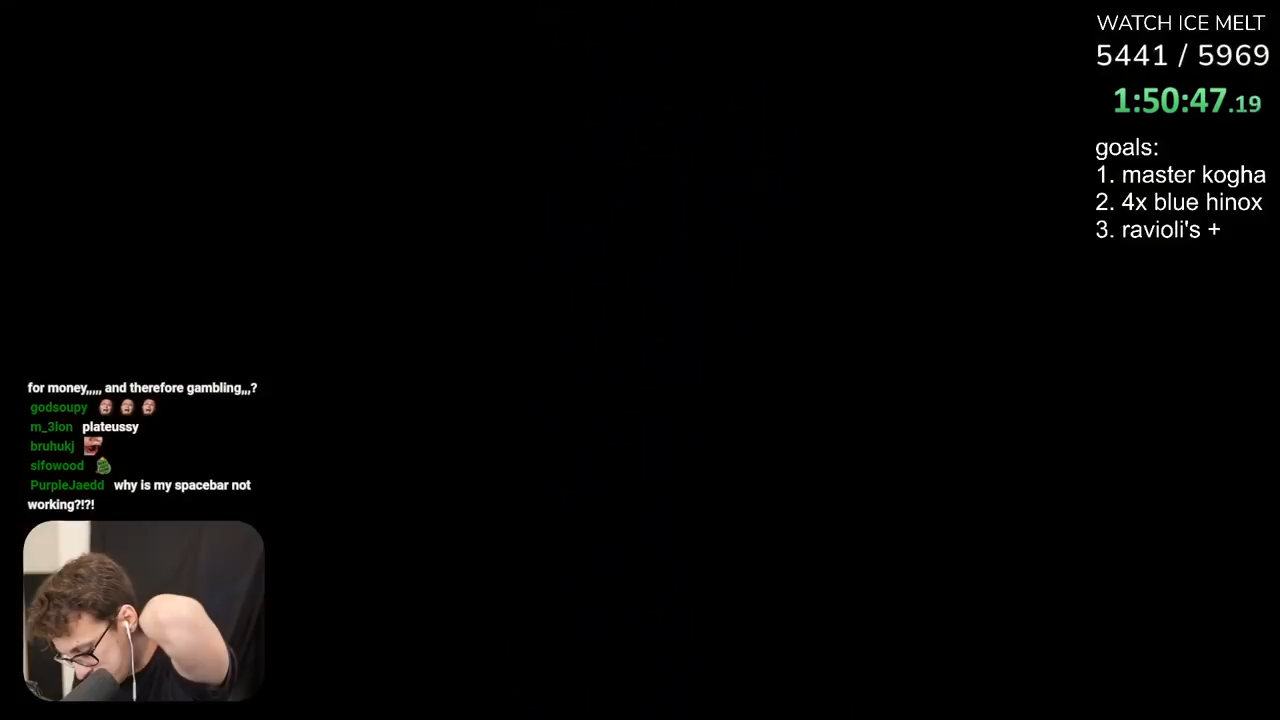 WATCH ICE MELT
5441 / 5969
1:50:47.19
goals:
1. master kogha
2. 4x blue hinox
3. ravioli's +
for money,,,,, and therefore gambling,,,?
godsoupy
m_3lon plateussy
bruhukj
sifowood
PurpleJaedd why is my spacebar not
working?!?!